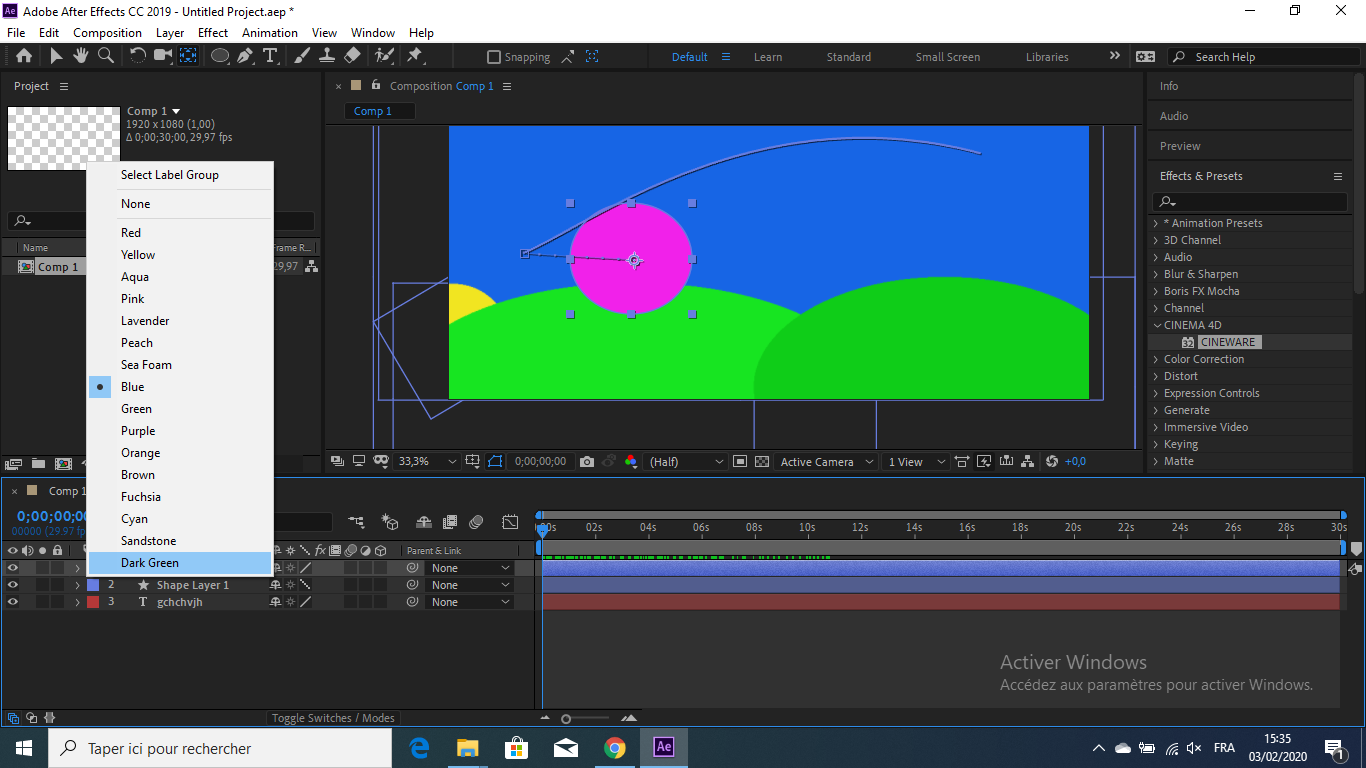 Adobe After Effects CC 2019 - Untitled Project.aep *
File Edit Composition Layer Effect Animation View Window Help
Snapping Default Learn Standard Small Screen Libraries Search Help
Project
Comp 1
1920 x 1080 (1,00)
Δ 0;00;30;00, 29,97 fps
Name Frame R...
Comp 1 29,97
Select Label Group
None
Red
Yellow
Aqua
Pink
Lavender
Peach
Sea Foam
Blue
Green
Purple
Orange
Brown
Fuchsia
Cyan
Sandstone
Dark Green
Composition Comp 1
Comp 1
33,3% 0;00;00;00 (Half) Active Camera 1 View +0,0
Info
Audio
Preview
Effects & Presets
* Animation Presets
3D Channel
Audio
Blur & Sharpen
Boris FX Mocha
Channel
CINEMA 4D
32 CINEWARE
Color Correction
Distort
Expression Controls
Generate
Immersive Video
Keying
Matte
Comp 1
0;00;00;00
00000 (29.97 fps)
00s 02s 04s 06s 08s 10s 12s 14s 16s 18s 20s 22s 24s 26s 28s 30s
fx Parent & Link
None
2 Shape Layer 1 None
3 T gchchvjh None
Toggle Switches / Modes
Activer Windows
Accédez aux paramètres pour activer Windows.
Taper ici pour rechercher
Ae
FRA
15:35
03/02/2020
1